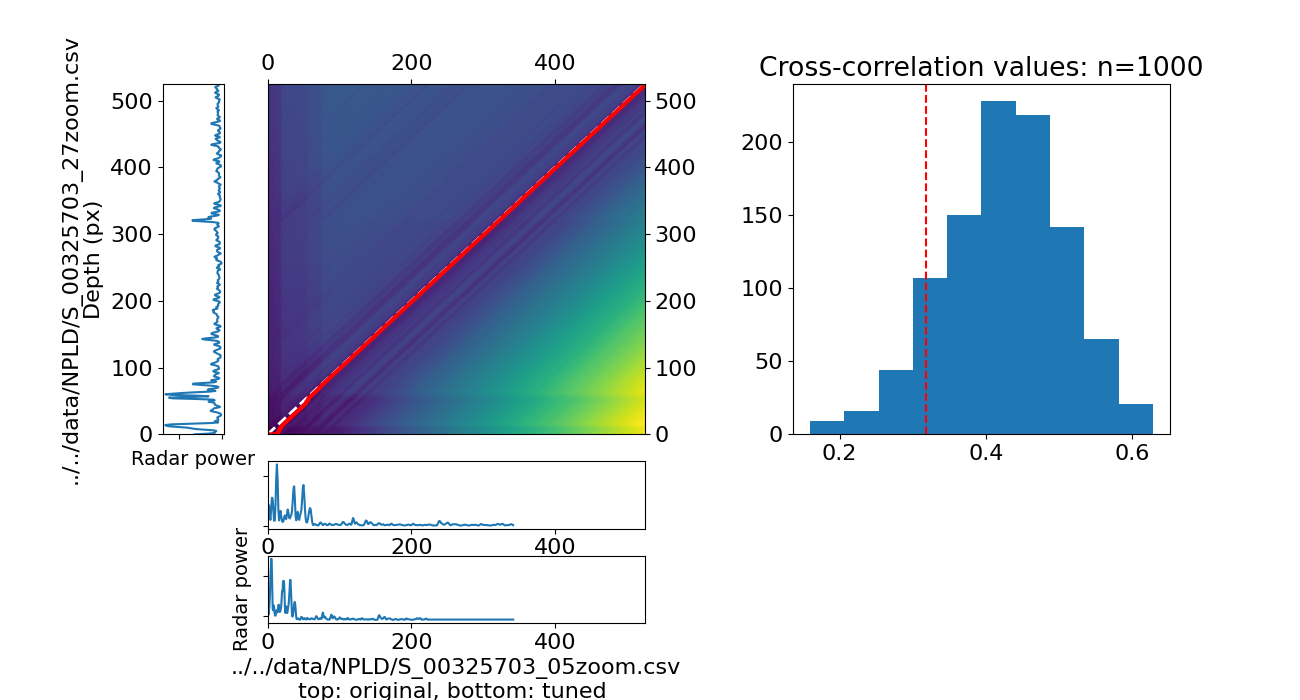 Cross-correlation values: n=1000
0 200 400
../../data/NPLD/S_00325703_27zoom.csv
Depth (px)
500
400
300
200
100
0
Radar power
500
400
300
200
100
0
200
150
100
50
0
0.2 0.4 0.6
0 200 400
Radar power
0 200 400
../../data/NPLD/S_00325703_05zoom.csv
top: original, bottom: tuned